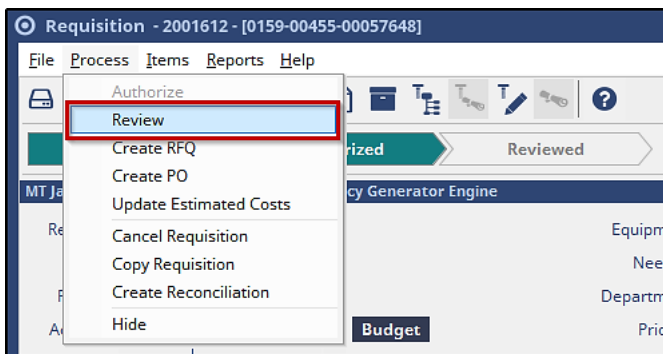 Requisition - 2001612 - [0159-00455-00057648]
File Process Items Reports Help
Authorize
Review
Create RFQ
Create PO
Update Estimated Costs
Cancel Requisition
Copy Requisition
Create Reconciliation
Hide
rized Reviewed
MT Ja cy Generator Engine
Re Equipm
Nee
Departm
Ac Budget Pric